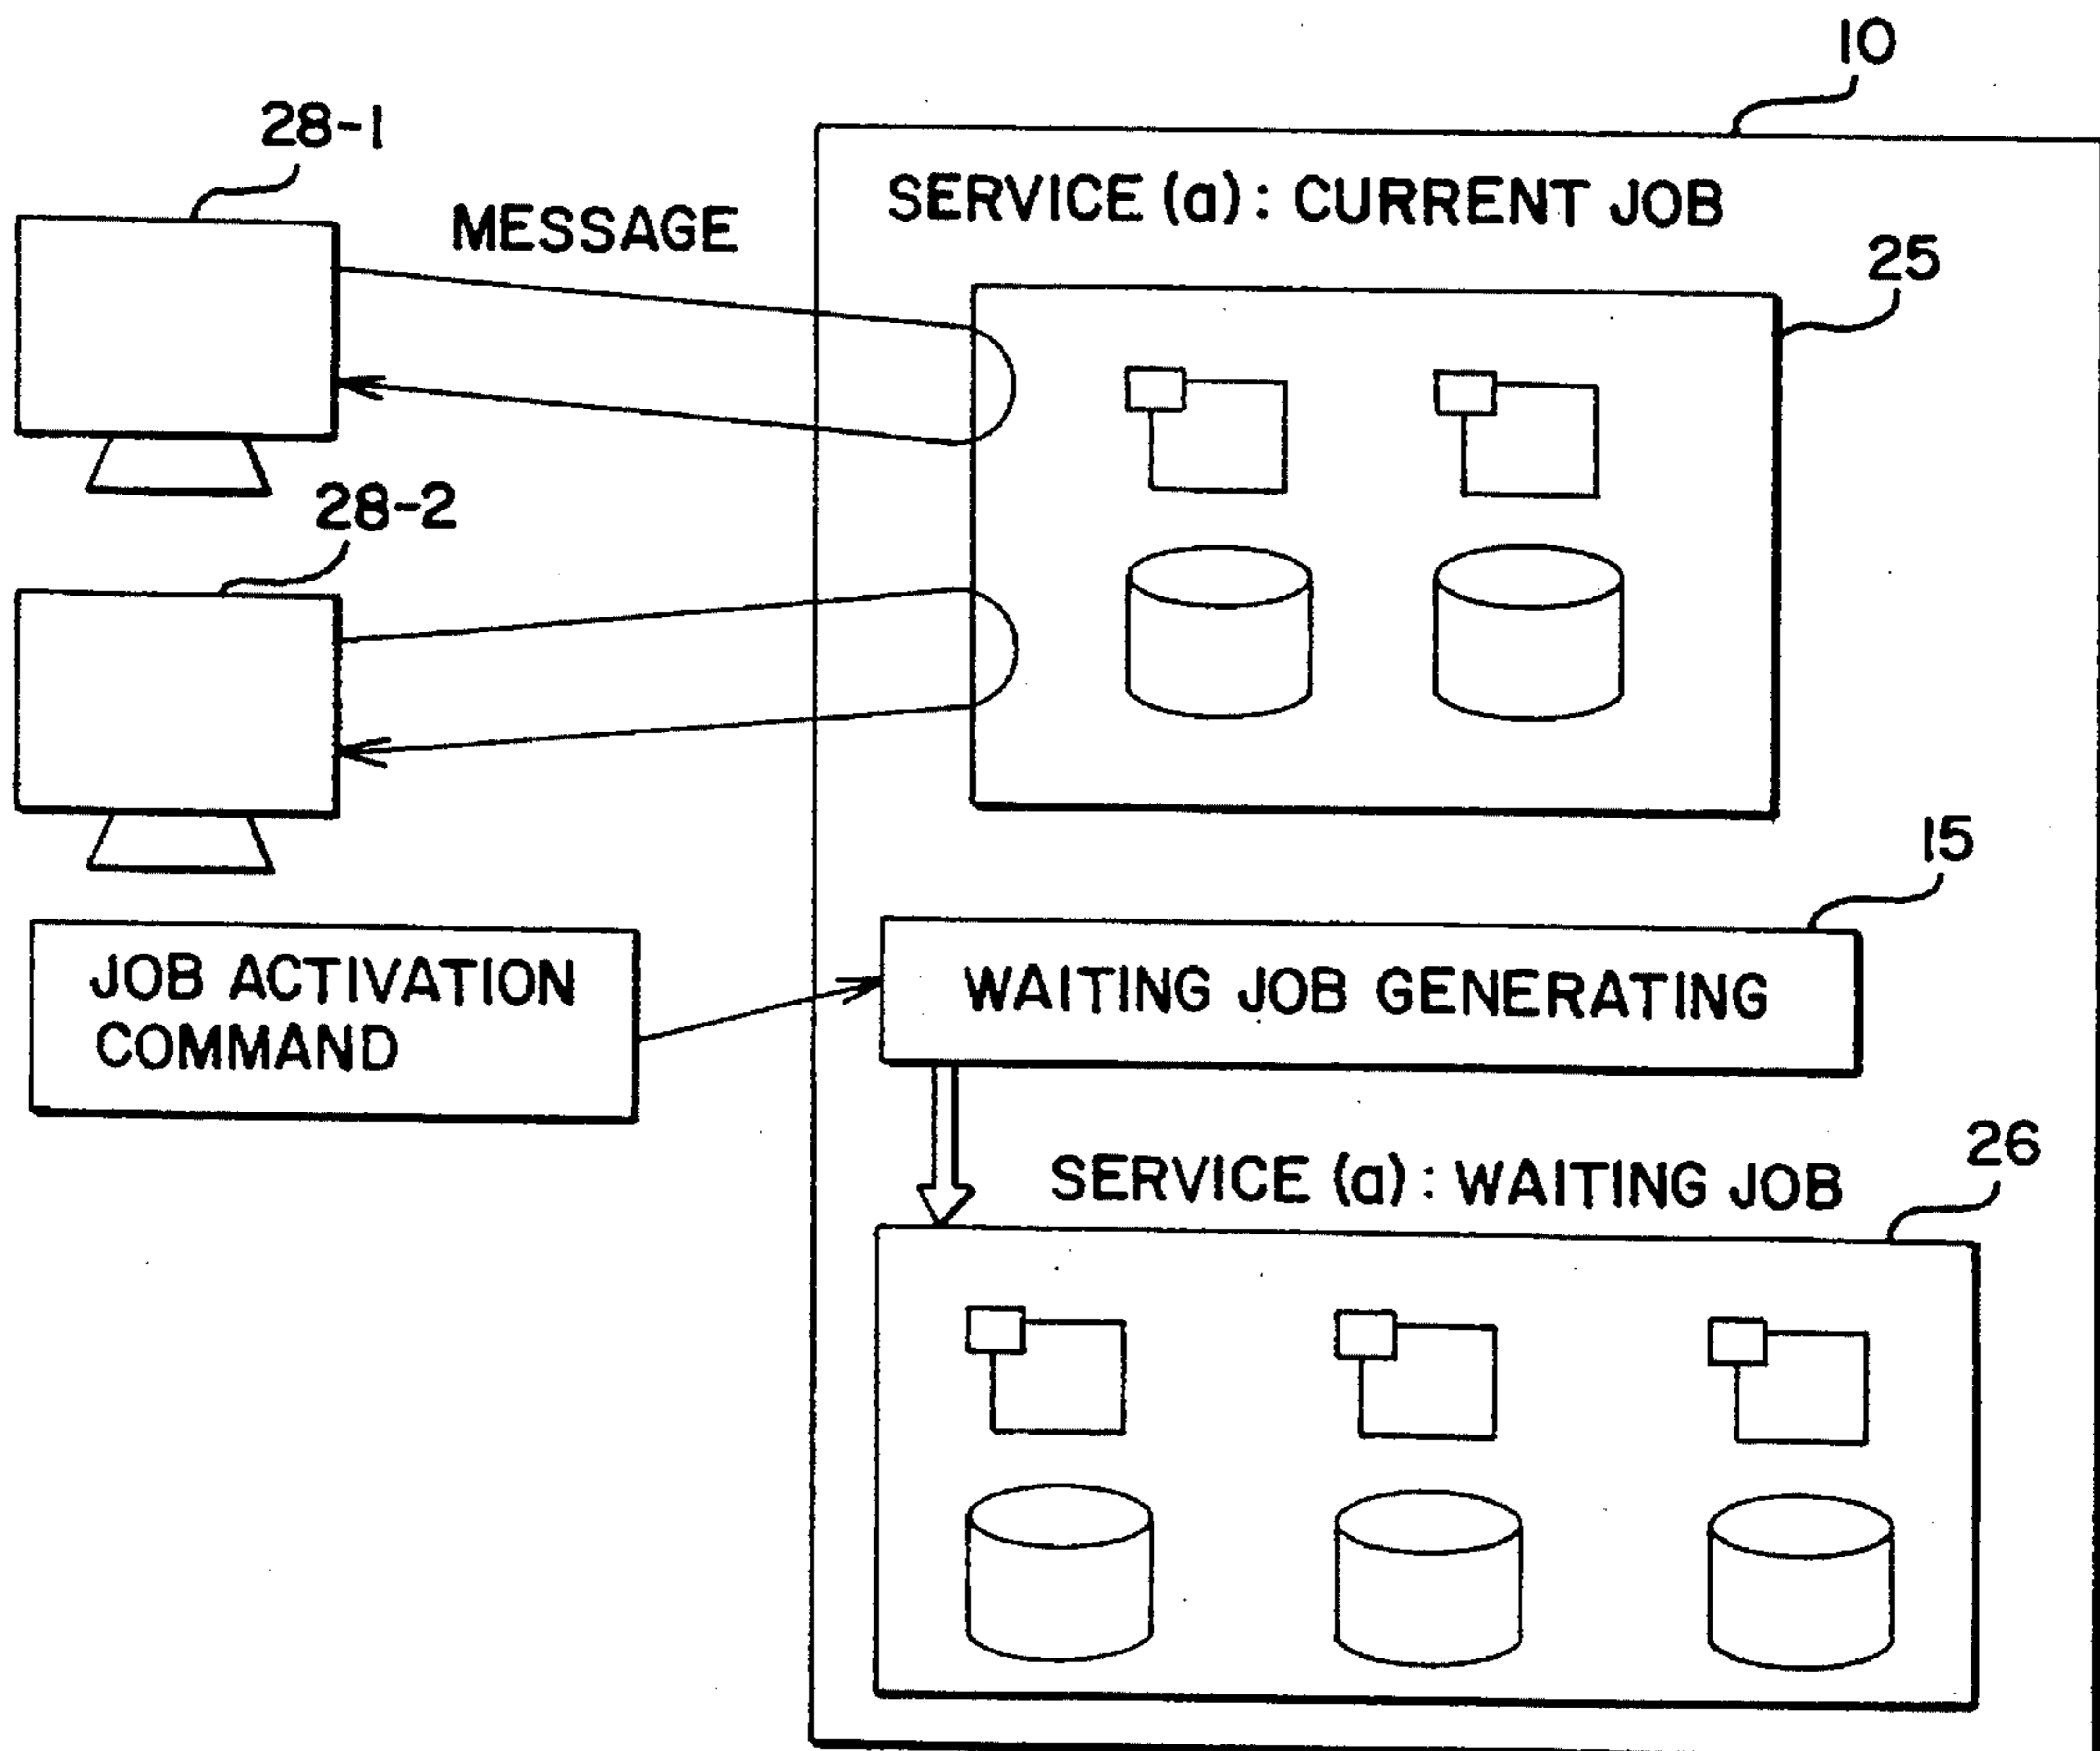 10
28-1
MESSAGE
SERVICE (a): CURRENT JOB
25
28-2
15
JOB ACTIVATION
COMMAND
WAITING JOB GENERATING
26
SERVICE (a): WAITING JOB